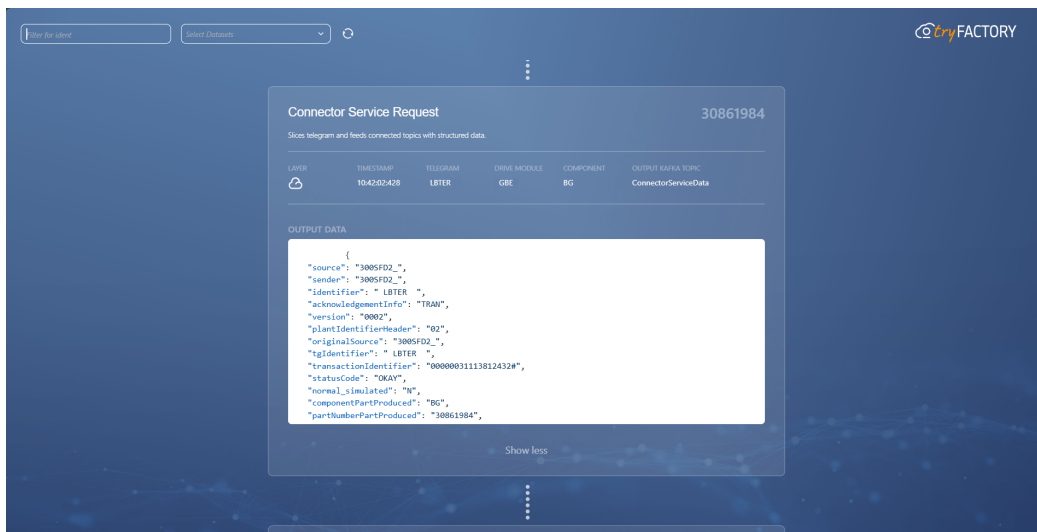 Filter for ident
Select Datasets
tryFACTORY
Connector Service Request
30861984
Slices telegram and feeds connected topics with structured data.
LAYER TIMESTAMP TELEGRAM DRIVE MODULE COMPONENT OUTPUT KAFKA TOPIC
10:42:02:428 LBTER GBE BG ConnectorServiceData
OUTPUT DATA
{
"source": "300SFD2_",
"sender": "300SFD2_",
"identifier": " LBTER  ",
"acknowledgementInfo": "TRAN",
"version": "0002",
"plantIdentifierHeader": "02",
"originalSource": "300SFD2_",
"tgIdentifier": " LBTER  ",
"transactionIdentifier": "00000031113812432#",
"statusCode": "OKAY",
"normal_simulated": "N",
"componentPartProduced": "BG",
"partNumberPartProduced": "30861984",
Show less